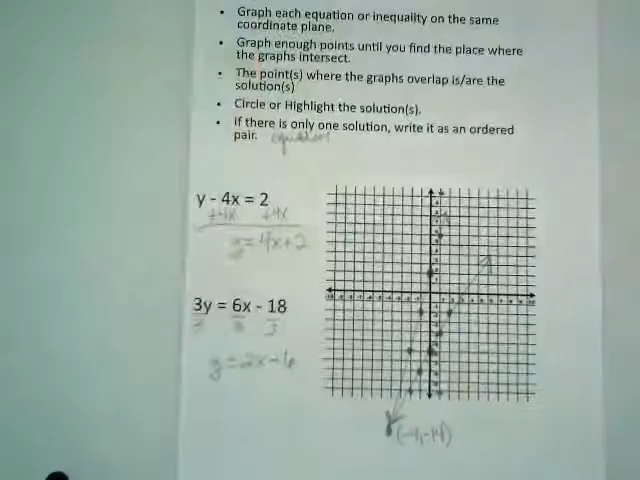 • Graph each equation or inequality on the same
coordinate plane.
• Graph enough points until you find the place where
the graphs intersect.
• The point(s) where the graphs overlap is/are the
solution(s)
• Circle or Highlight the solution(s).
• If there is only one solution, write it as an ordered
pair. equations
y - 4x = 2
+4x +4x
y = 4x+2
3y = 6x - 18
3 3 3
y = 2x-6
(-4,-14)